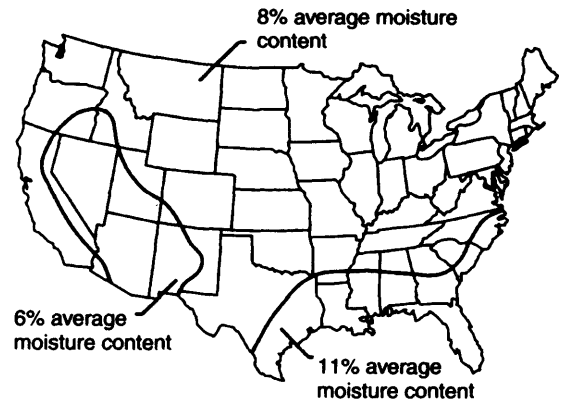 8% average moisture
content
6% average
moisture content
11% average
moisture content